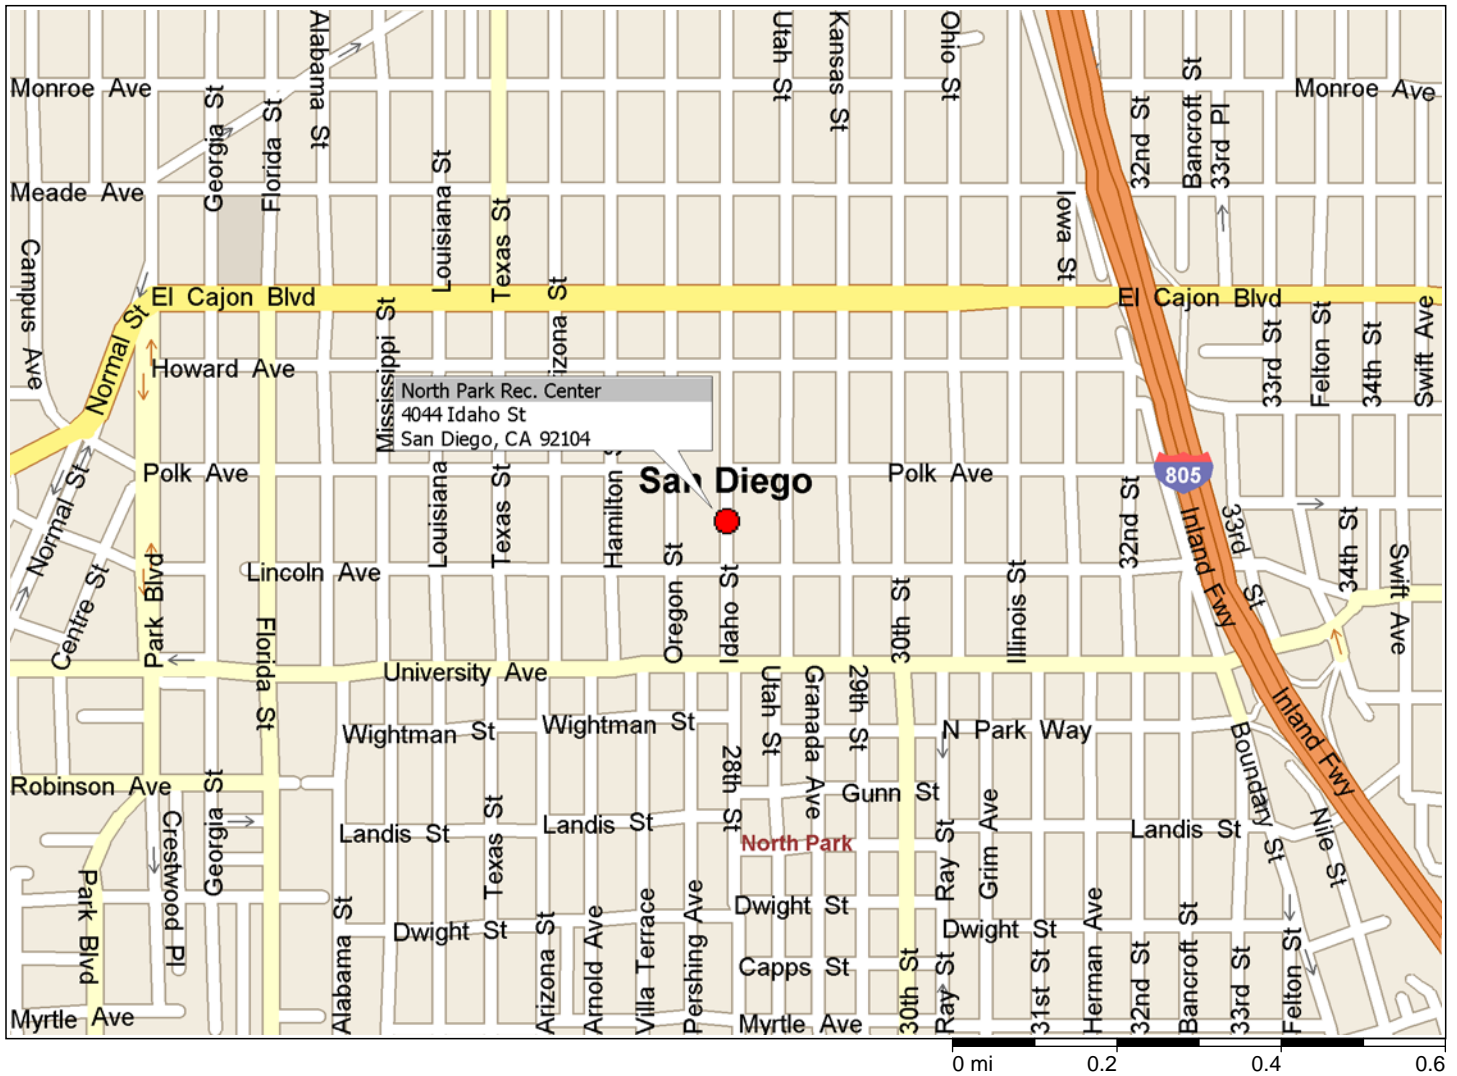 Alabama St
Utah St
Kansas St
Ohio St
Monroe Ave
Georgia St
Florida St
32nd St
Bancroft St
33rd Pl
Monroe Ave
Meade Ave
Louisiana St
Texas St
Iowa St
Campus Ave
El Cajon Blvd
El Cajon Blvd
Normal St
Mississippi St
izona St
Howard Ave
33rd St
Felton St
34th St
Swift Ave
North Park Rec. Center
4044 Idaho St
San Diego, CA 92104
Polk Ave
San Diego
Polk Ave
805
Normal St
Louisiana
Texas St
Hamilton S
32nd St
Inland Fwy
33rd St
34th St
Swift Ave
Centre St
Park Blvd
Lincoln Ave
Oregon St
Idaho St
30th St
Illinois St
Florida St
University Ave
Utah St
Granada Ave
29th St
Inland Fwy
Wightman St
Wightman St
N Park Way
Boundary St
28th St
Robinson Ave
Georgia St
Gunn St
Crestwood Pl
Texas St
Landis St
Landis St
North Park
Ray St
Grim Ave
Landis St
Nile St
Park Blvd
Alabama St
Dwight St
Arizona St
Arnold Ave
Villa Terrace
Pershing Ave
Dwight St
Dwight St
Capps St
30th St
Ray St
31st St
Herman Ave
32nd St
Bancroft St
33rd St
Felton St
Myrtle Ave
Myrtle Ave
0 mi 0.2 0.4 0.6